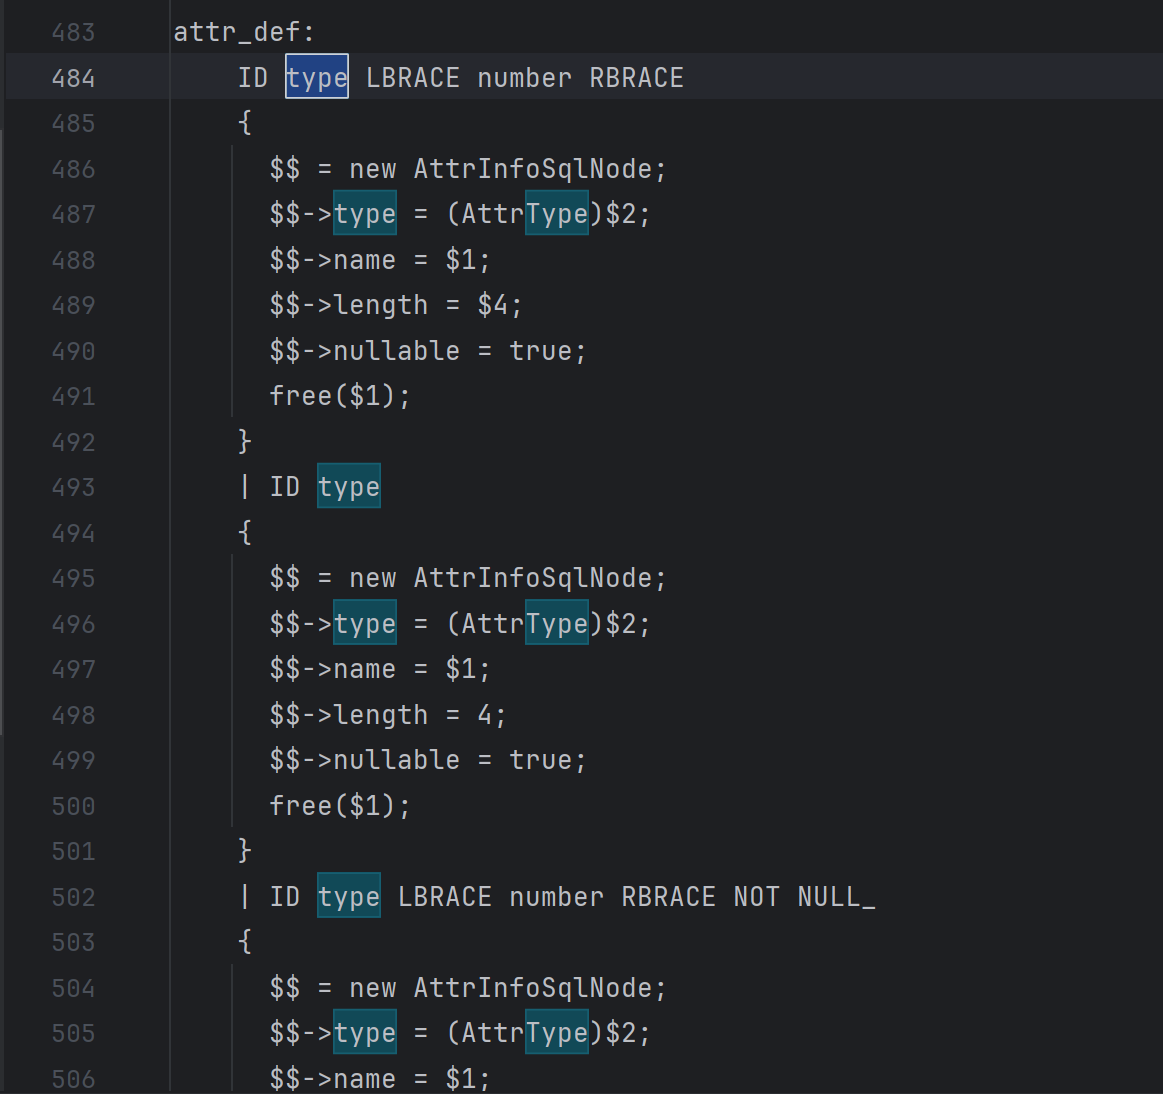 483 attr_def:
484 ID type LBRACE number RBRACE
485 {
486 $$ = new AttrInfoSqlNode;
487 $$->type = (AttrType)$2;
488 $$->name = $1;
489 $$->length = $4;
490 $$->nullable = true;
491 free($1);
492 }
493 | ID type
494 {
495 $$ = new AttrInfoSqlNode;
496 $$->type = (AttrType)$2;
497 $$->name = $1;
498 $$->length = 4;
499 $$->nullable = true;
500 free($1);
501 }
502 | ID type LBRACE number RBRACE NOT NULL_
503 {
504 $$ = new AttrInfoSqlNode;
505 $$->type = (AttrType)$2;
506 $$->name = $1;